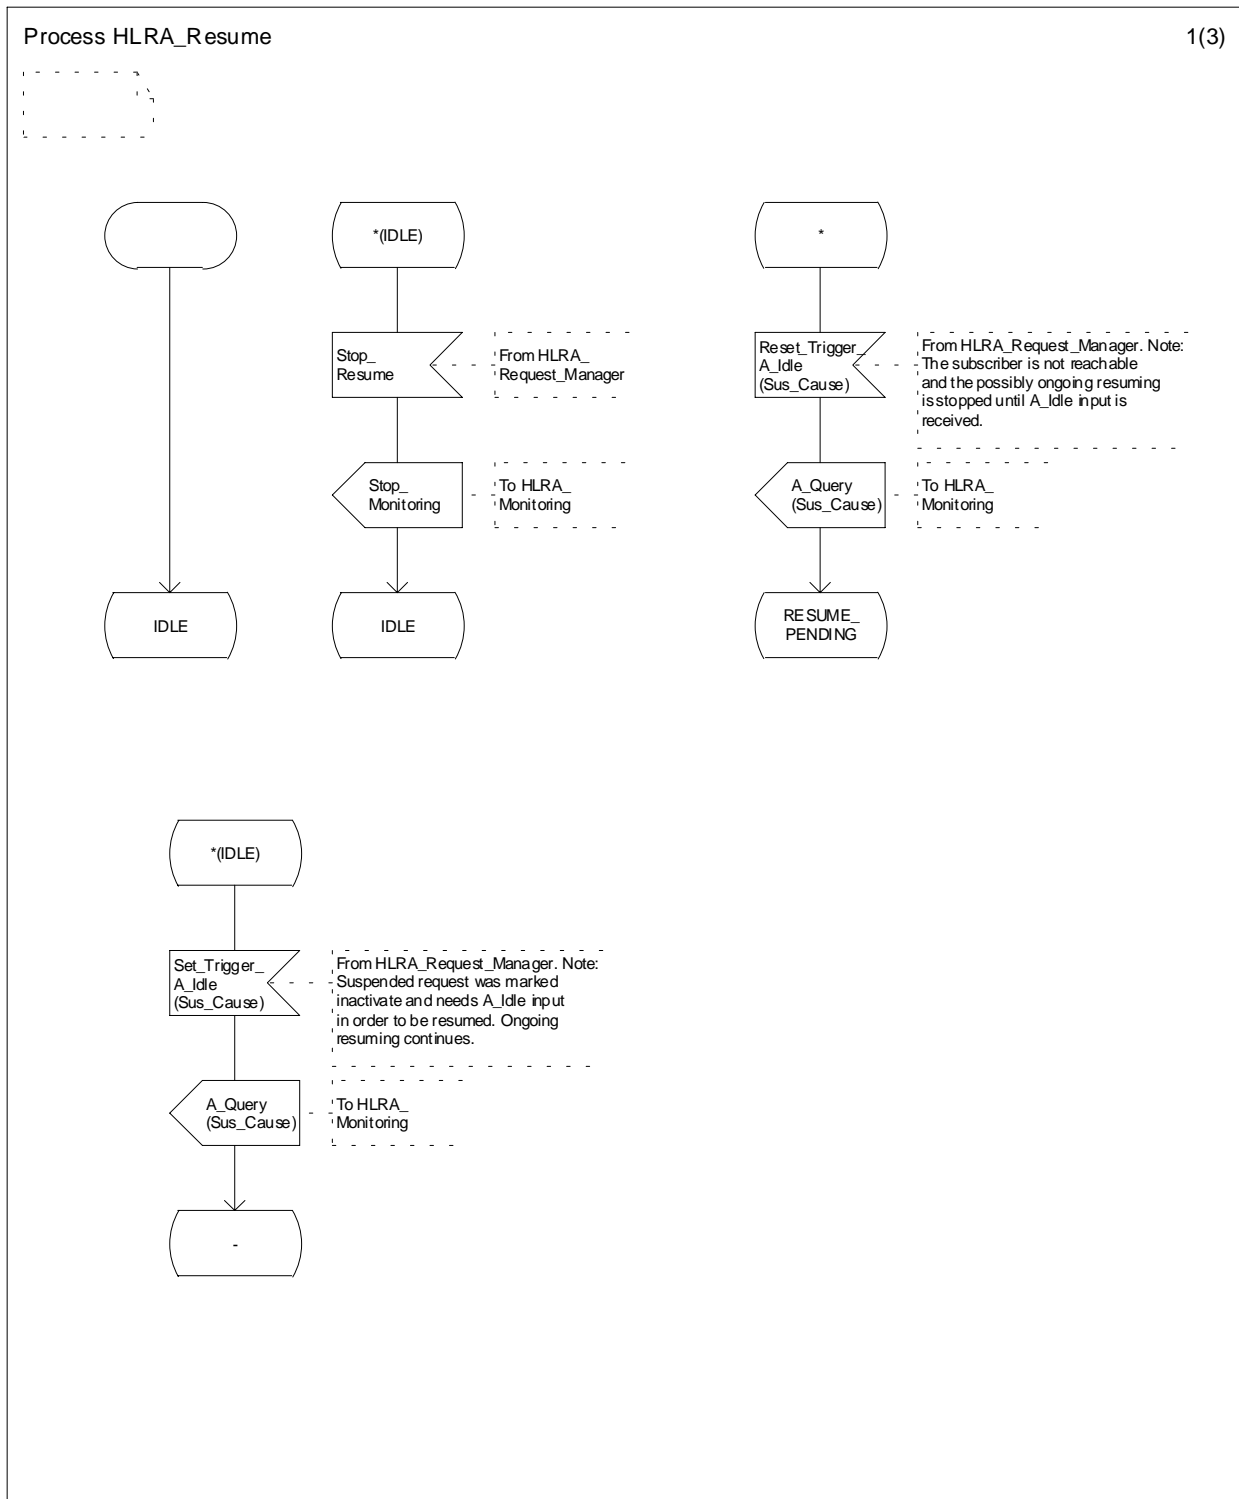 Process HLRA_Resume
1(3)
*(IDLE)
*
Stop_
Resume
From HLRA_
Request_Manager
Reset_Trigger_
A_Idle
(Sus_Cause)
From HLRA_Request_Manager. Note:
The subscriber is not reachable
and the possibly ongoing resuming
is stopped until A_Idle input is
received.
Stop_
Monitoring
To HLRA_
Monitoring
A_Query
(Sus_Cause)
To HLRA_
Monitoring
IDLE
IDLE
RESUME_
PENDING
*(IDLE)
Set_Trigger_
A_Idle
(Sus_Cause)
From HLRA_Request_Manager. Note:
Suspended request was marked
inactivate and needs A_Idle input
in order to be resumed. Ongoing
resuming continues.
A_Query
(Sus_Cause)
To HLRA_
Monitoring
-